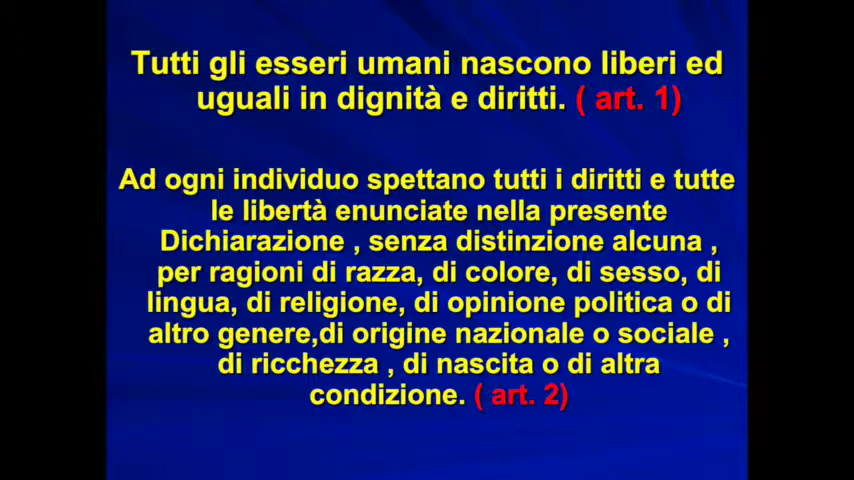 Tutti gli esseri umani nascono liberi ed
uguali in dignità e diritti. ( art. 1)
Ad ogni individuo spettano tutti i diritti e tutte
le libertà enunciate nella presente
Dichiarazione , senza distinzione alcuna ,
per ragioni di razza, di colore, di sesso, di
lingua, di religione, di opinione politica o di
altro genere,di origine nazionale o sociale ,
di ricchezza , di nascita o di altra
condizione. ( art. 2)